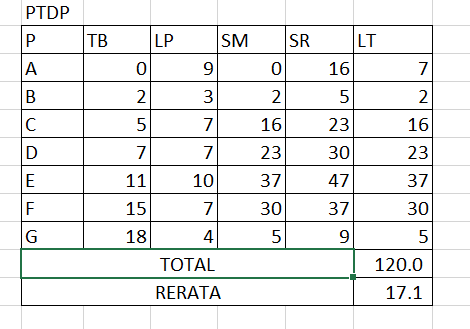 PTDP
P TB LP SM SR LT
A 0 9 0 16 7
B 2 3 2 5 2
C 5 7 16 23 16
D 7 7 23 30 23
E 11 10 37 47 37
F 15 7 30 37 30
G 18 4 5 9 5
TOTAL 120.0
RERATA 17.1